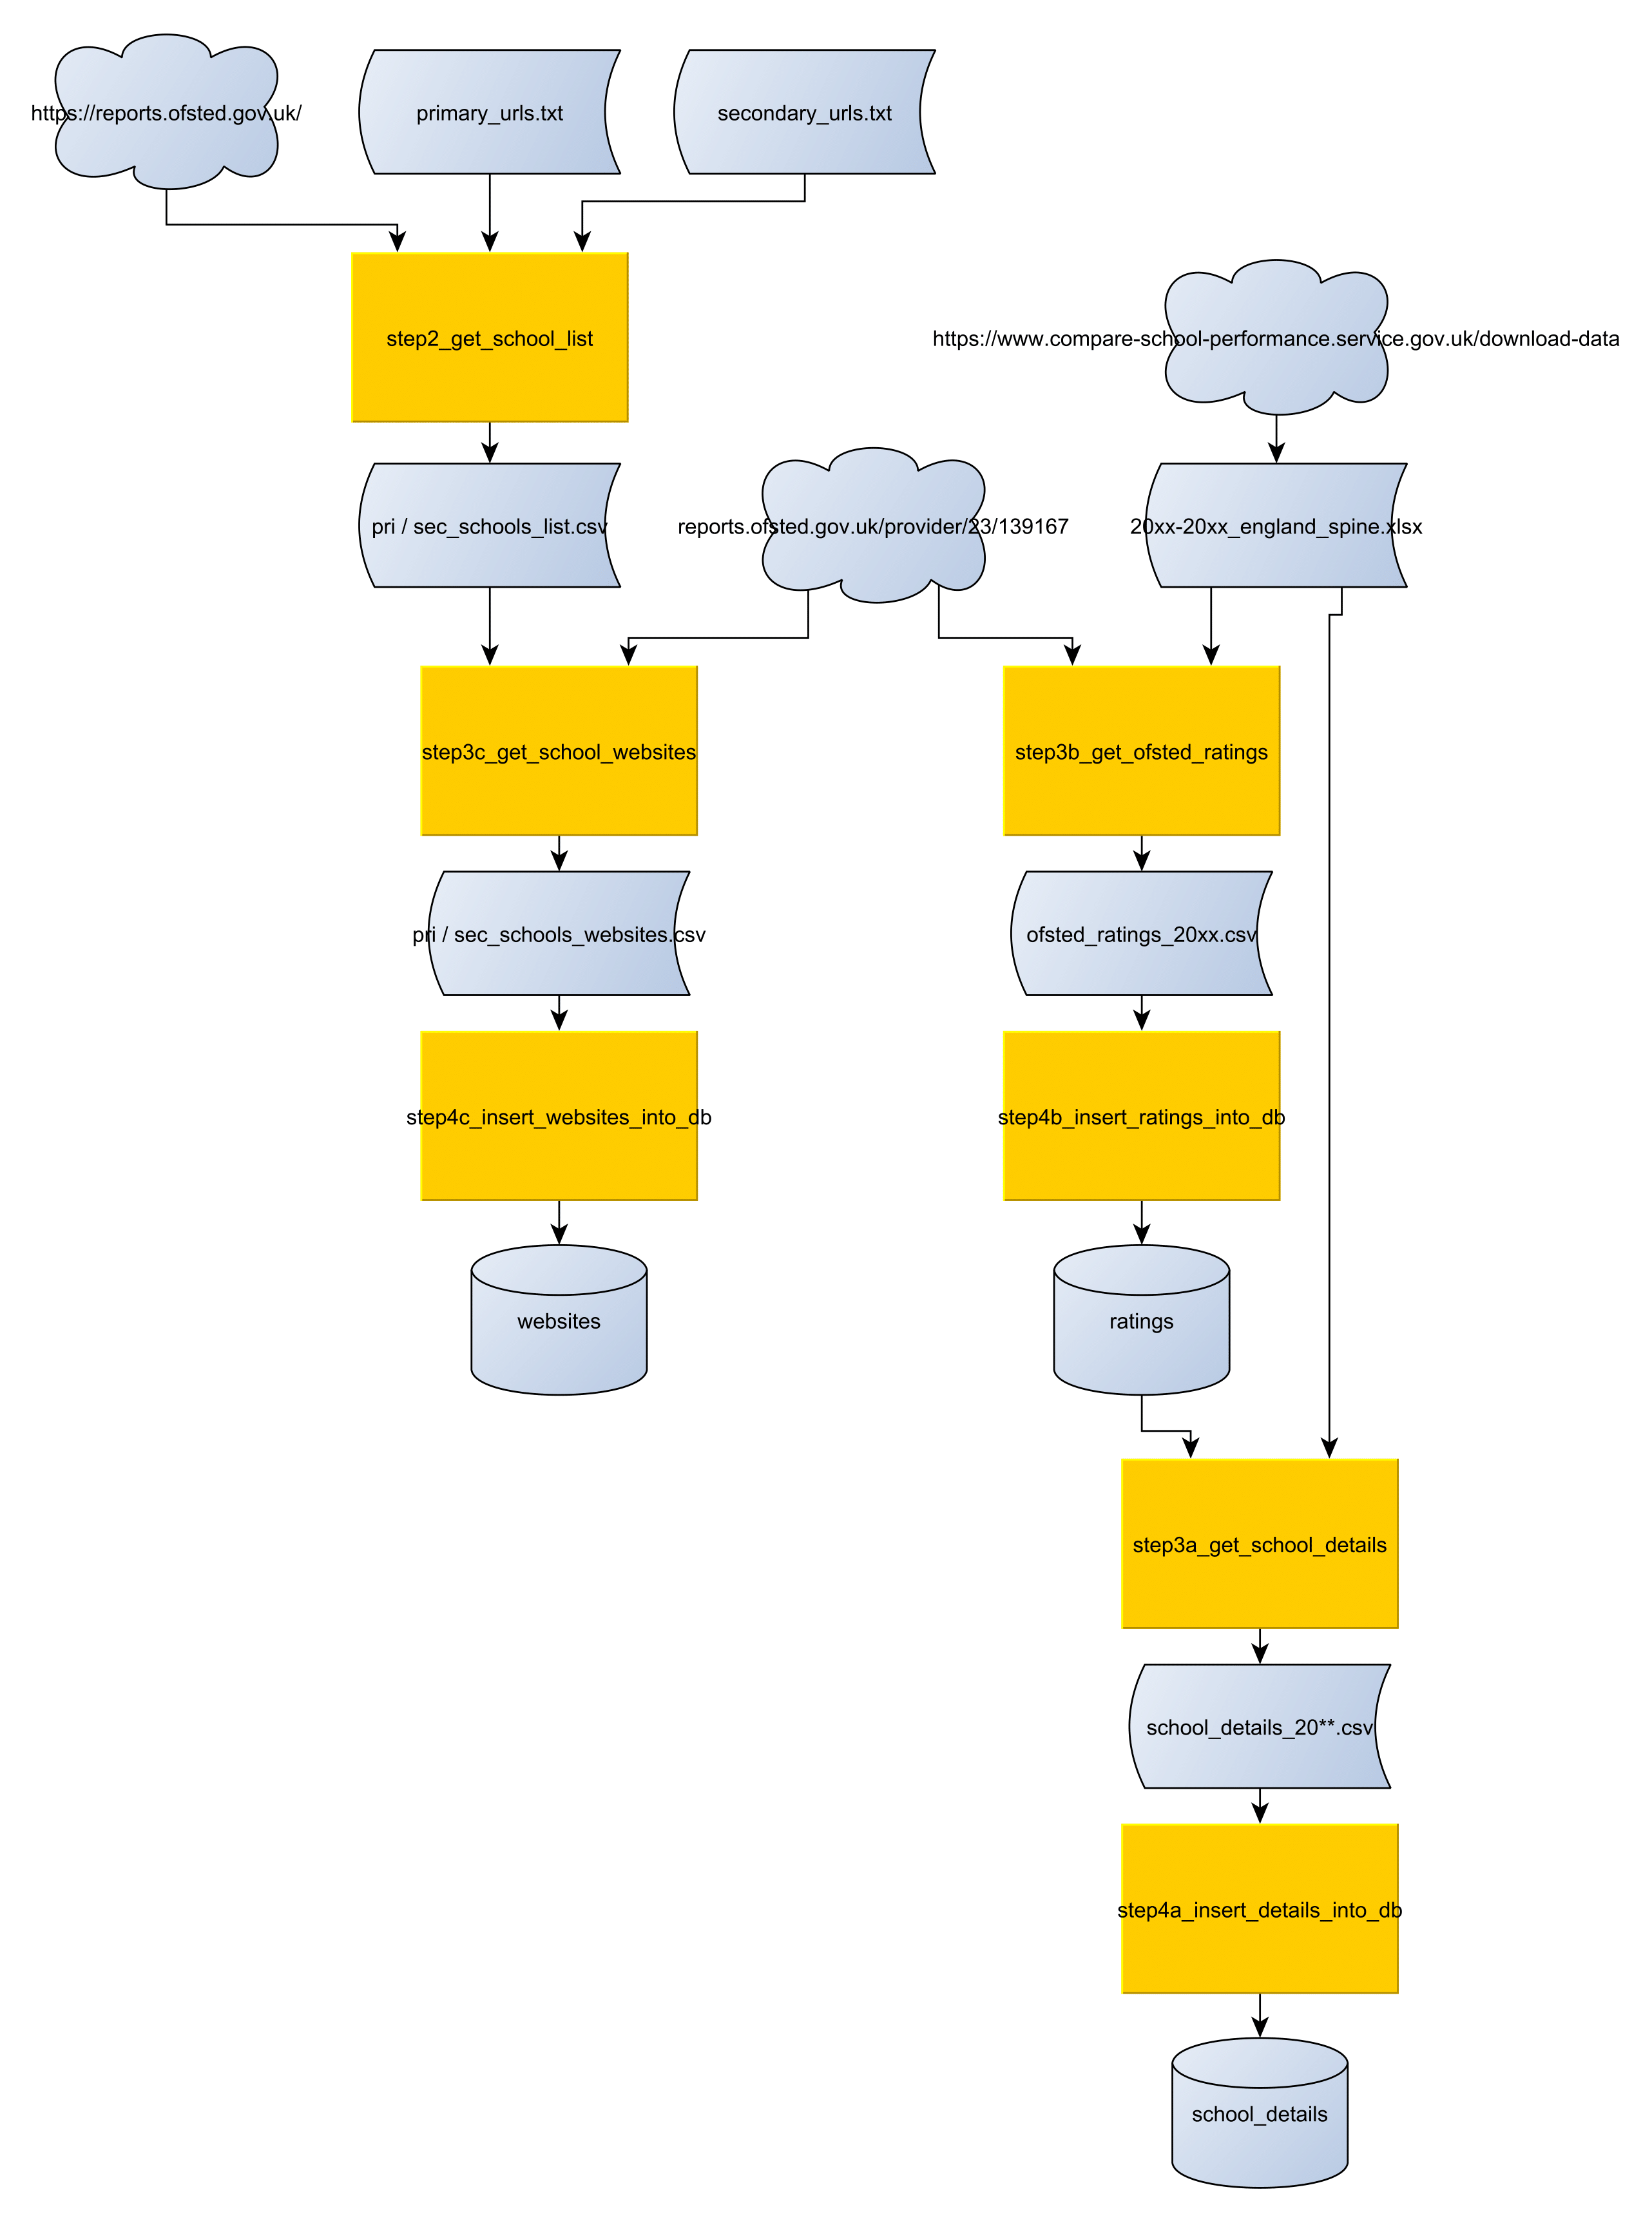 https://reports.ofsted.gov.uk/
primary_urls.txt
secondary_urls.txt
step2_get_school_list
https://www.compare-school-performance.service.gov.uk/download-data
pri / sec_schools_list.csv
reports.ofsted.gov.uk/provider/23/139167
20xx-20xx_england_spine.xlsx
step3c_get_school_websites
step3b_get_ofsted_ratings
pri / sec_schools_websites.csv
ofsted_ratings_20xx.csv
step4c_insert_websites_into_db
step4b_insert_ratings_into_db
websites
ratings
step3a_get_school_details
school_details_20**.csv
step4a_insert_details_into_db
school_details